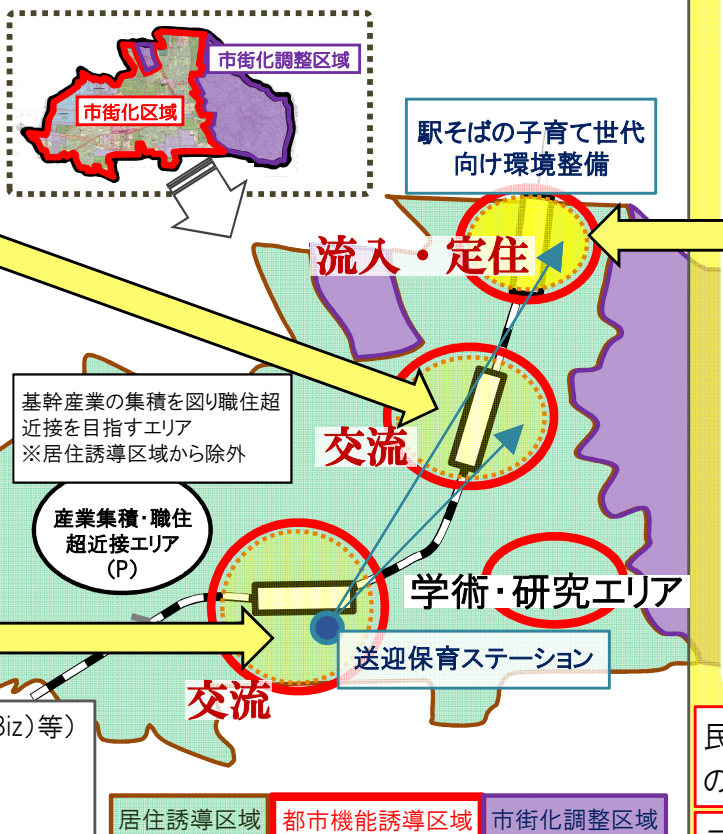 市街化調整区域
市街化区域
駅そばの子育て世代
向け環境整備
流入・定住
基幹産業の集積を図り職住超
近接を目指すエリア
※居住誘導区域から除外
交流
産業集積・職住
超近接エリア
(P)
学術・研究エリア
送迎保育ステーション
交流
Biz)等)
民
の
居住誘導区域
都市機能誘導区域
市街化調整区域